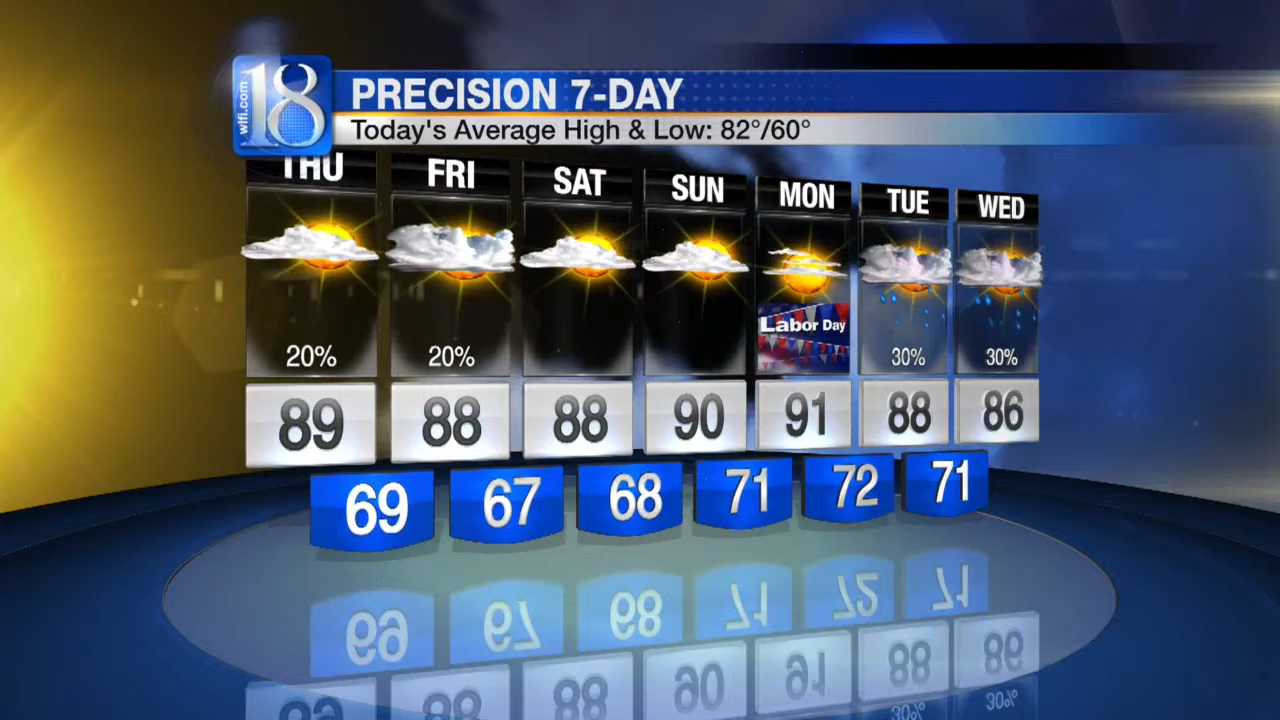 wlfi.com
18
PRECISION 7-DAY
Today's Average High & Low: 82°/60°
THU FRI SAT SUN MON TUE WED
Labor Day
20% 20% 30% 30%
89 88 88 90 91 88 86
69 67 68 71 72 71